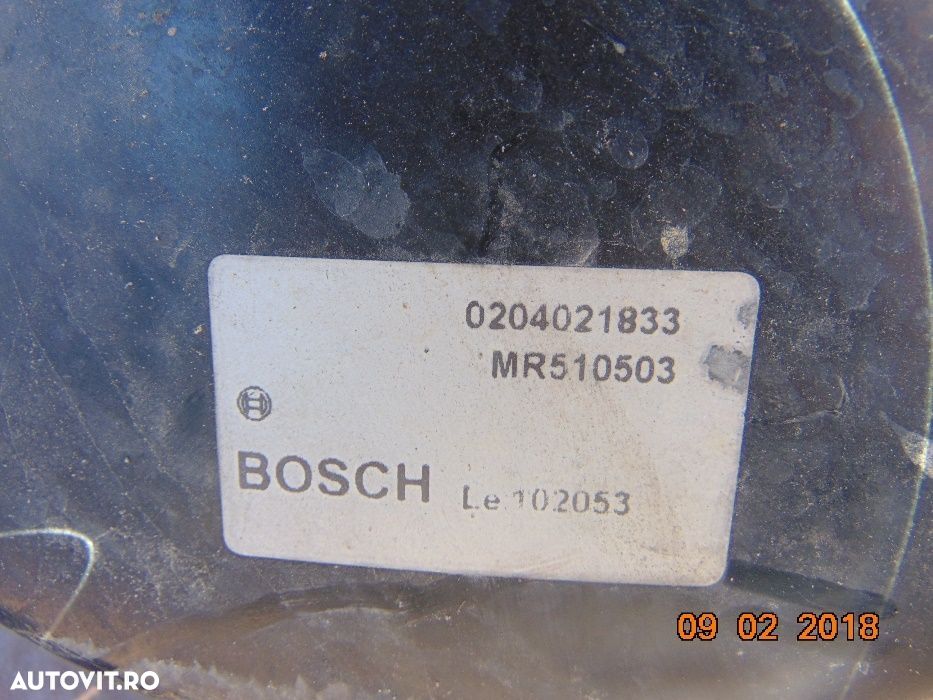 0204021833
MR510503
BOSCH Le 102053
09 02 2018
AUTOVIT.RO